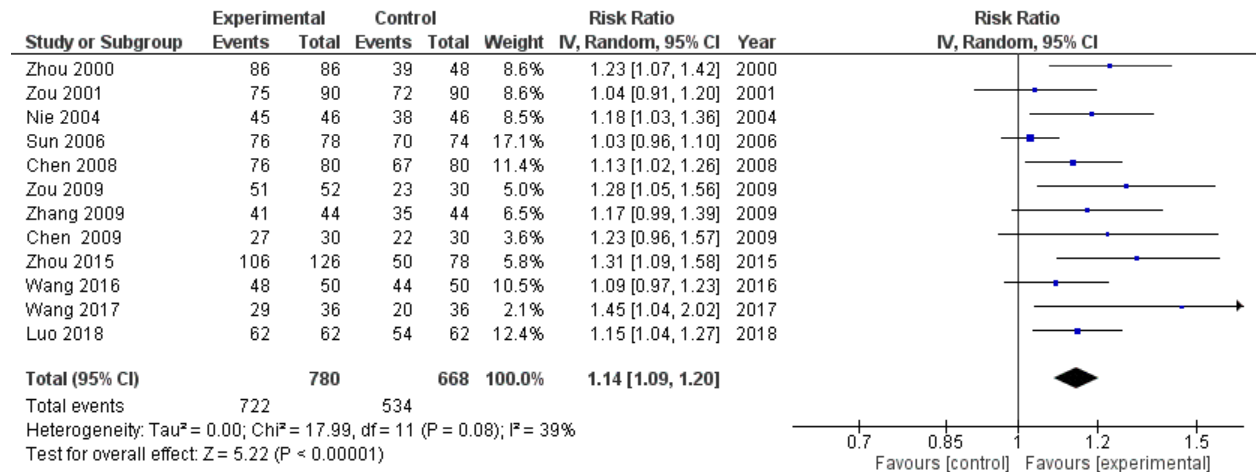 Experimental Control Risk Ratio Risk Ratio
Study or Subgroup Events Total Events Total Weight IV, Random, 95% CI Year IV, Random, 95% CI
Zhou 2000 86 86 39 48 8.6% 1.23 [1.07, 1.42] 2000
Zou 2001 75 90 72 90 8.6% 1.04 [0.91, 1.20] 2001
Nie 2004 45 46 38 46 8.5% 1.18 [1.03, 1.36] 2004
Sun 2006 76 78 70 74 17.1% 1.03 [0.96, 1.10] 2006
Chen 2008 76 80 67 80 11.4% 1.13 [1.02, 1.26] 2008
Zou 2009 51 52 23 30 5.0% 1.28 [1.05, 1.56] 2009
Zhang 2009 41 44 35 44 6.5% 1.17 [0.99, 1.39] 2009
Chen 2009 27 30 22 30 3.6% 1.23 [0.96, 1.57] 2009
Zhou 2015 106 126 50 78 5.8% 1.31 [1.09, 1.58] 2015
Wang 2016 48 50 44 50 10.5% 1.09 [0.97, 1.23] 2016
Wang 2017 29 36 20 36 2.1% 1.45 [1.04, 2.02] 2017
Luo 2018 62 62 54 62 12.4% 1.15 [1.04, 1.27] 2018
Total (95% CI) 780 668 100.0% 1.14 [1.09, 1.20]
Total events 722 534
Heterogeneity: Tau² = 0.00; Chi² = 17.99, df = 11 (P = 0.08); I² = 39%
Test for overall effect: Z = 5.22 (P < 0.00001)
0.7 0.85 1 1.2 1.5
Favours [control] Favours [experimental]